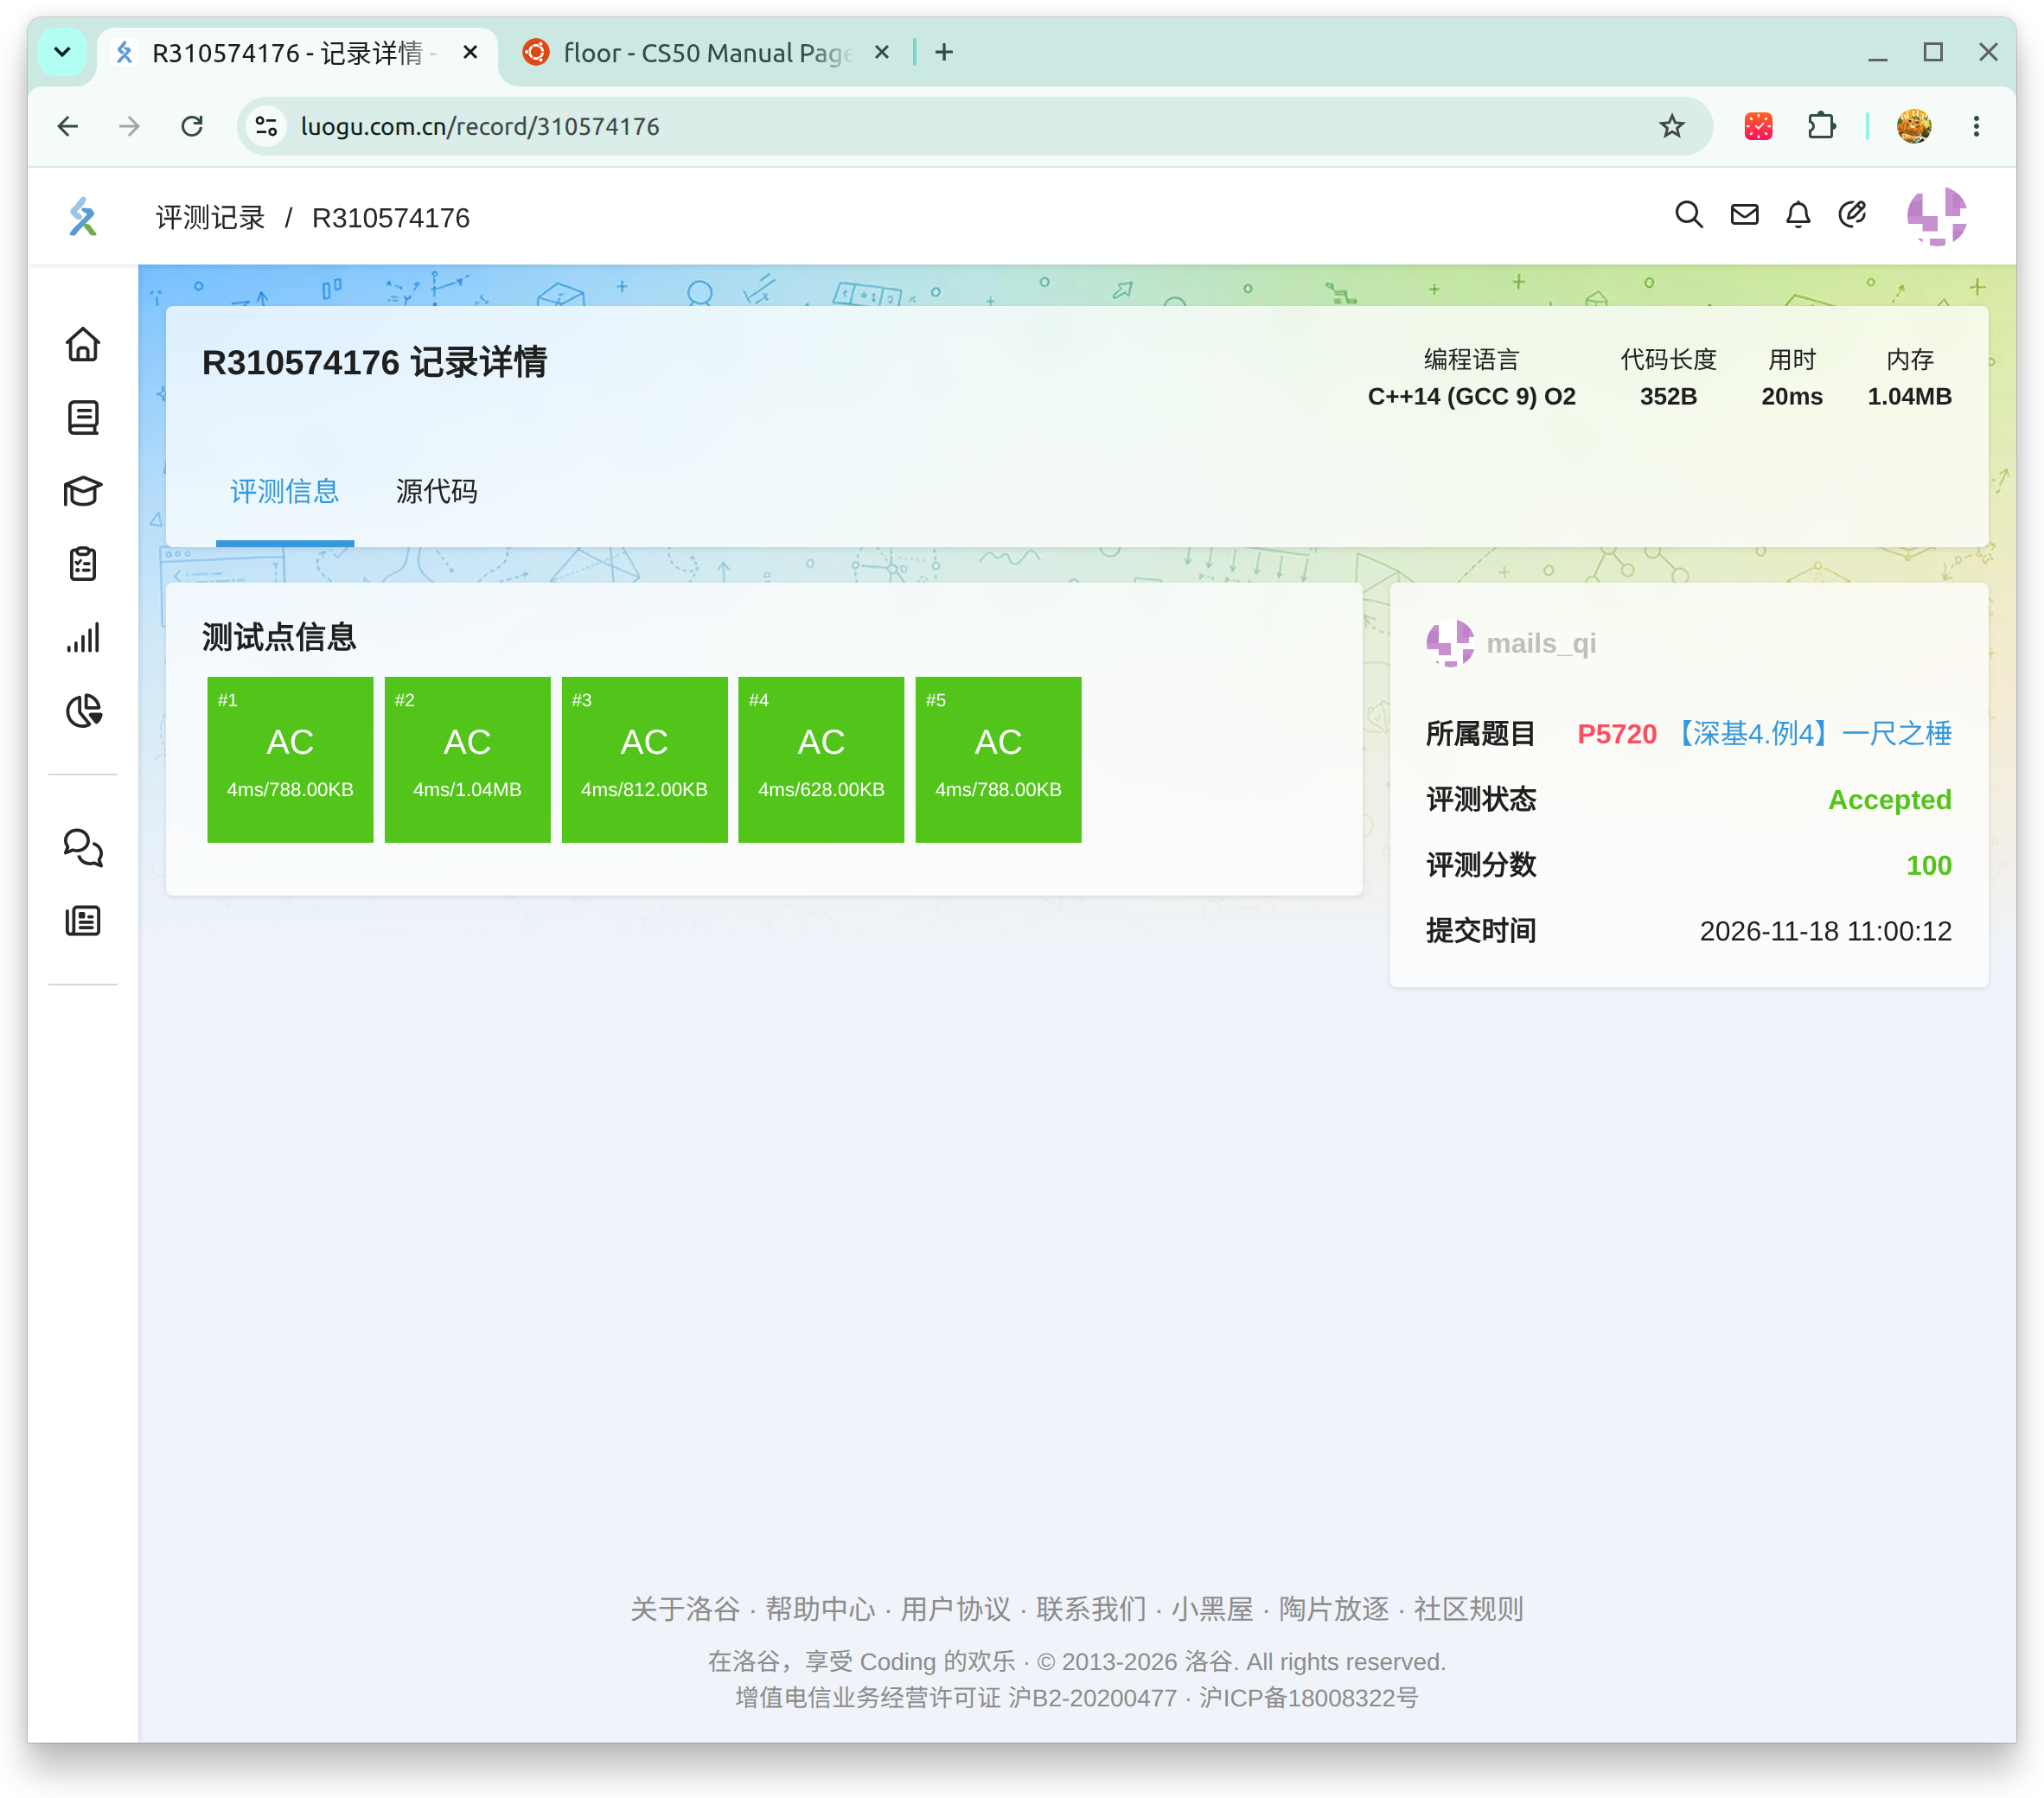 R310574176 - 记录详情 -
floor - CS50 Manual Page
luogu.com.cn/record/310574176
评测记录 / R310574176
R310574176 记录详情
编程语言 代码长度 用时 内存
C++14 (GCC 9) O2 352B 20ms 1.04MB
评测信息 源代码
测试点信息
#1 #2 #3 #4 #5
AC AC AC AC AC
4ms/788.00KB 4ms/1.04MB 4ms/812.00KB 4ms/628.00KB 4ms/788.00KB
mails_qi
所属题目 P5720 【深基4.例4】一尺之棰
评测状态 Accepted
评测分数 100
提交时间 2026-11-18 11:00:12
关于洛谷 · 帮助中心 · 用户协议 · 联系我们 · 小黑屋 · 陶片放逐 · 社区规则
在洛谷，享受 Coding 的欢乐 · © 2013-2026 洛谷. All rights reserved.
增值电信业务经营许可证 沪B2-20200477 · 沪ICP备18008322号